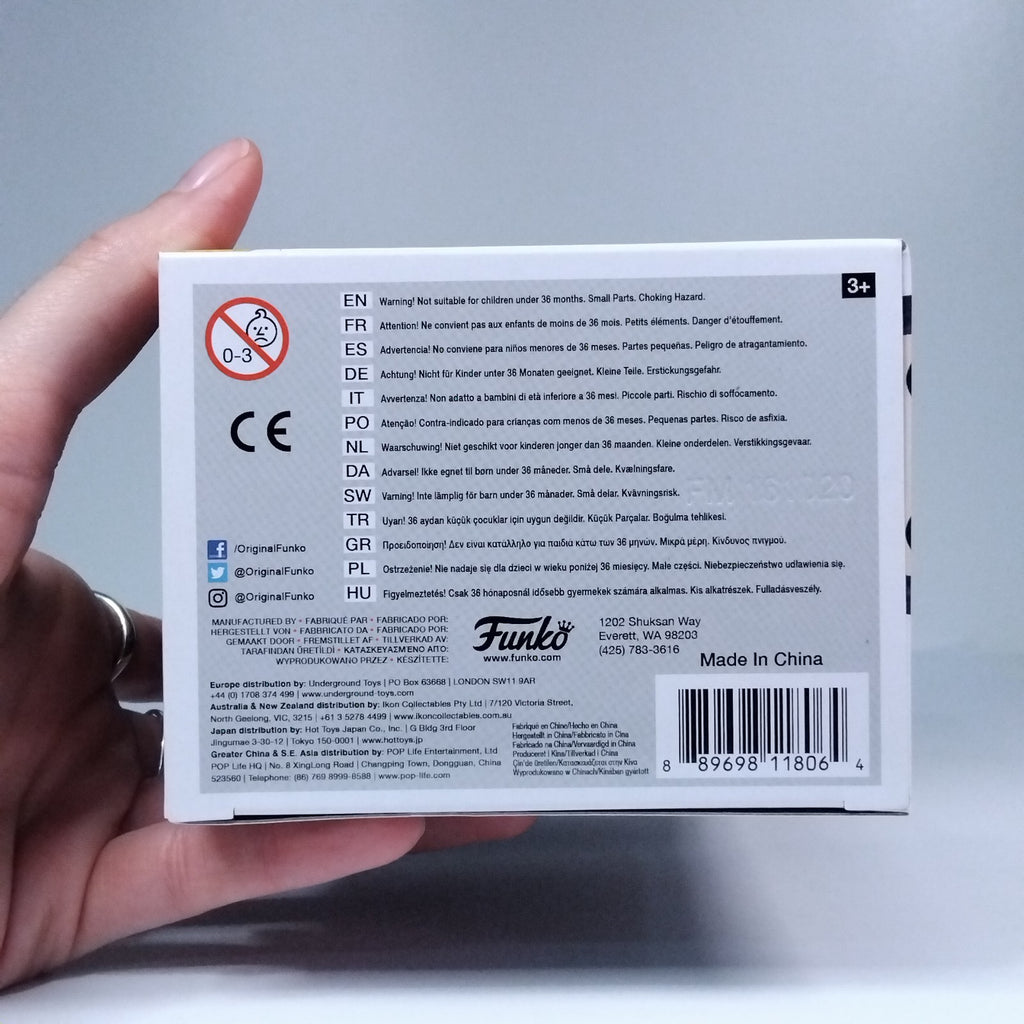 3+
0-3
EN Warning! Not suitable for children under 36 months. Small Parts. Choking Hazard.
FR Attention! Ne convient pas aux enfants de moins de 36 mois. Petits éléments. Danger d'étouffement.
ES Advertencia! No conviene para niños menores de 36 meses. Partes pequeñas. Peligro de atragantamiento.
DE Achtung! Nicht für Kinder unter 36 Monaten geeignet. Kleine Teile. Erstickungsgefahr.
IT Avvertenza! Non adatto a bambini di età inferiore a 36 mesi. Piccole parti. Rischio di soffocamento.
PO Atenção! Contra-indicado para crianças com menos de 36 meses. Pequenas partes. Risco de asfixia.
NL Waarschuwing! Niet geschikt voor kinderen jonger dan 36 maanden. Kleine onderdelen. Verstikkingsgevaar.
DA Advarsel! Ikke egnet til born under 36 måneder. Små dele. Kvælningsfare.
SW Varning! Inte lämplig för barn under 36 månader. Små delar. Kvävningsrisk.
TR Uyarı! 36 aydan küçük çocuklar için uygun değildir. Küçük Parçalar. Boğulma tehlikesi.
GR Προειδοποίηση! Δεν είναι κατάλληλο για παιδιά κάτω των 36 μηνών. Μικρά μέρη. Κίνδυνος πνιγμού.
PL Ostrzeżenie! Nie nadaje się dla dzieci w wieku poniżej 36 miesięcy. Małe części. Niebezpieczeństwo udławienia się.
HU Figyelmeztetés! Csak 36 hónaposnál idősebb gyermekek számára alkalmas. Kis alkatrészek. Fulladásveszély.
CE
/OriginalFunko
@OriginalFunko
@OriginalFunko
MANUFACTURED BY • FABRIQUÉ PAR • FABRICADO POR:
HERGESTELLT VON • FABBRICATO DA • FABRICADO POR:
GEMAAKT DOOR • FREMSTILLET AF • TILLVERKAD AV:
TARAFINDAN ÜRETİLDİ • ΚΑΤΑΣΚΕΥΑΣΜΕΝΟ ΑΠΟ:
WYPRODUKOWANO PRZEZ • KÉSZÍTETTE:
Funko
www.funko.com
1202 Shuksan Way
Everett, WA 98203
(425) 783-3616
Made In China
Europe distribution by: Underground Toys | PO Box 63668 | LONDON SW11 9AR
+44 (0) 1708 374 499 | www.underground-toys.com
Australia & New Zealand distribution by: Ikon Collectables Pty Ltd | 7/120 Victoria Street,
North Geelong, VIC, 3215 | +61 3 5278 4499 | www.ikoncollectables.com.au
Japan distribution by: Hot Toys Japan Co., Inc. | G Bldg 3rd Floor
Jingumae 3-30-12 | Tokyo 150-0001 | www.hottoys.jp
Greater China & S.E. Asia distribution by: POP Life Entertainment, Ltd
POP Life HQ | No. 8 XingLong Road | Changping Town, Dongguan, China
523560 | Telephone: (86) 769 8999-8588 | www.pop-life.com
Fabriqué en Chine/Hecho en China
Hergestellt in China/Fabbricato in Cina
Fabricado na China/Vervaardigd in China
Produceret i Kina/Tillverkad i China
Çin'de üretilen/Κατασκευάζεται στην Κίνα
Wyprodukowano w Chinach/Kínában gyártott
8 89698 11806 4